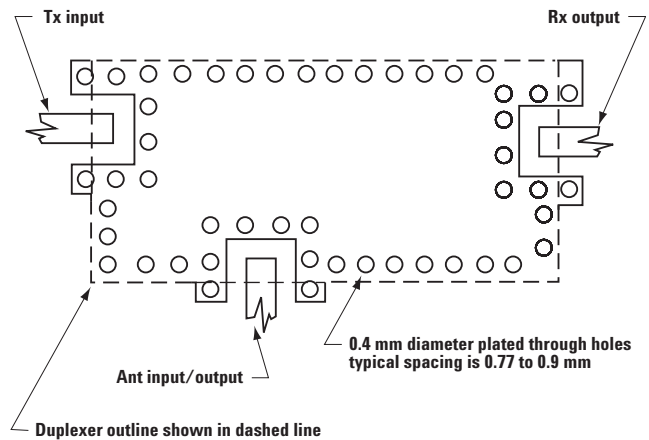 Tx input
Rx output
0.4 mm diameter plated through holes
typical spacing is 0.77 to 0.9 mm
Ant input/output
Duplexer outline shown in dashed line